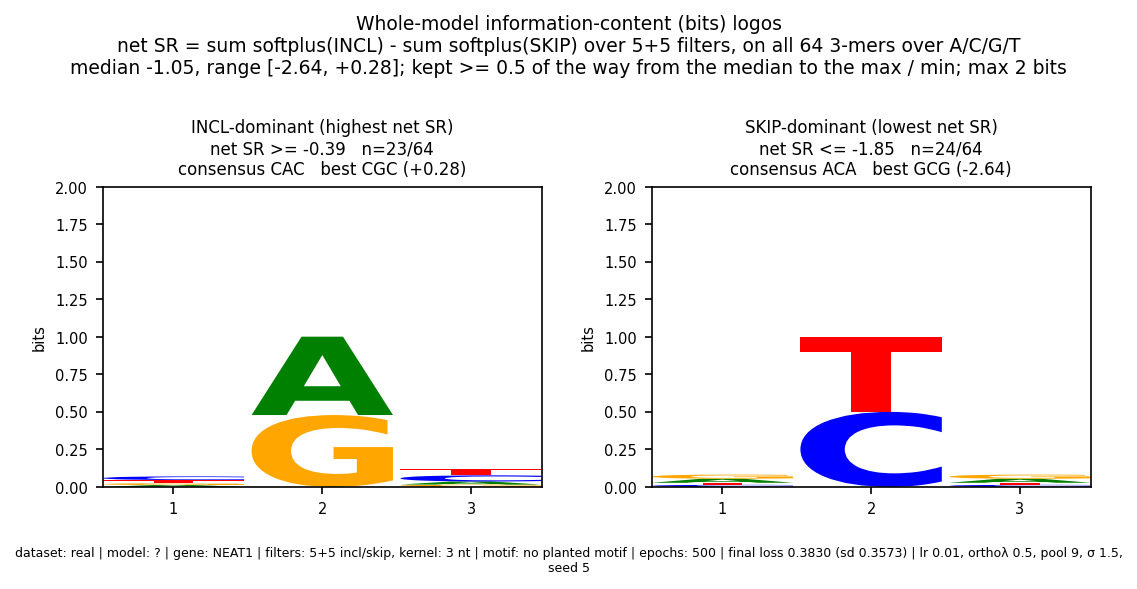 Whole-model information-content (bits) logos
net SR = sum softplus(INCL) - sum softplus(SKIP) over 5+5 filters, on all 64 3-mers over A/C/G/T
median -1.05, range [-2.64, +0.28]; kept >= 0.5 of the way from the median to the max / min; max 2 bits
INCL-dominant (highest net SR)
net SR >= -0.39   n=23/64
consensus CAC   best CGC (+0.28)
2.00
1.75
1.50
1.25
1.00
0.75
0.50
0.25
0.00
bits
A
G
1
2
3
SKIP-dominant (lowest net SR)
net SR <= -1.85   n=24/64
consensus ACA   best GCG (-2.64)
2.00
1.75
1.50
1.25
1.00
0.75
0.50
0.25
0.00
bits
T
C
1
2
3
dataset: real | model: ? | gene: NEAT1 | filters: 5+5 incl/skip, kernel: 3 nt | motif: no planted motif | epochs: 500 | final loss 0.3830 (sd 0.3573) | lr 0.01, orthoλ 0.5, pool 9, σ 1.5,
seed 5